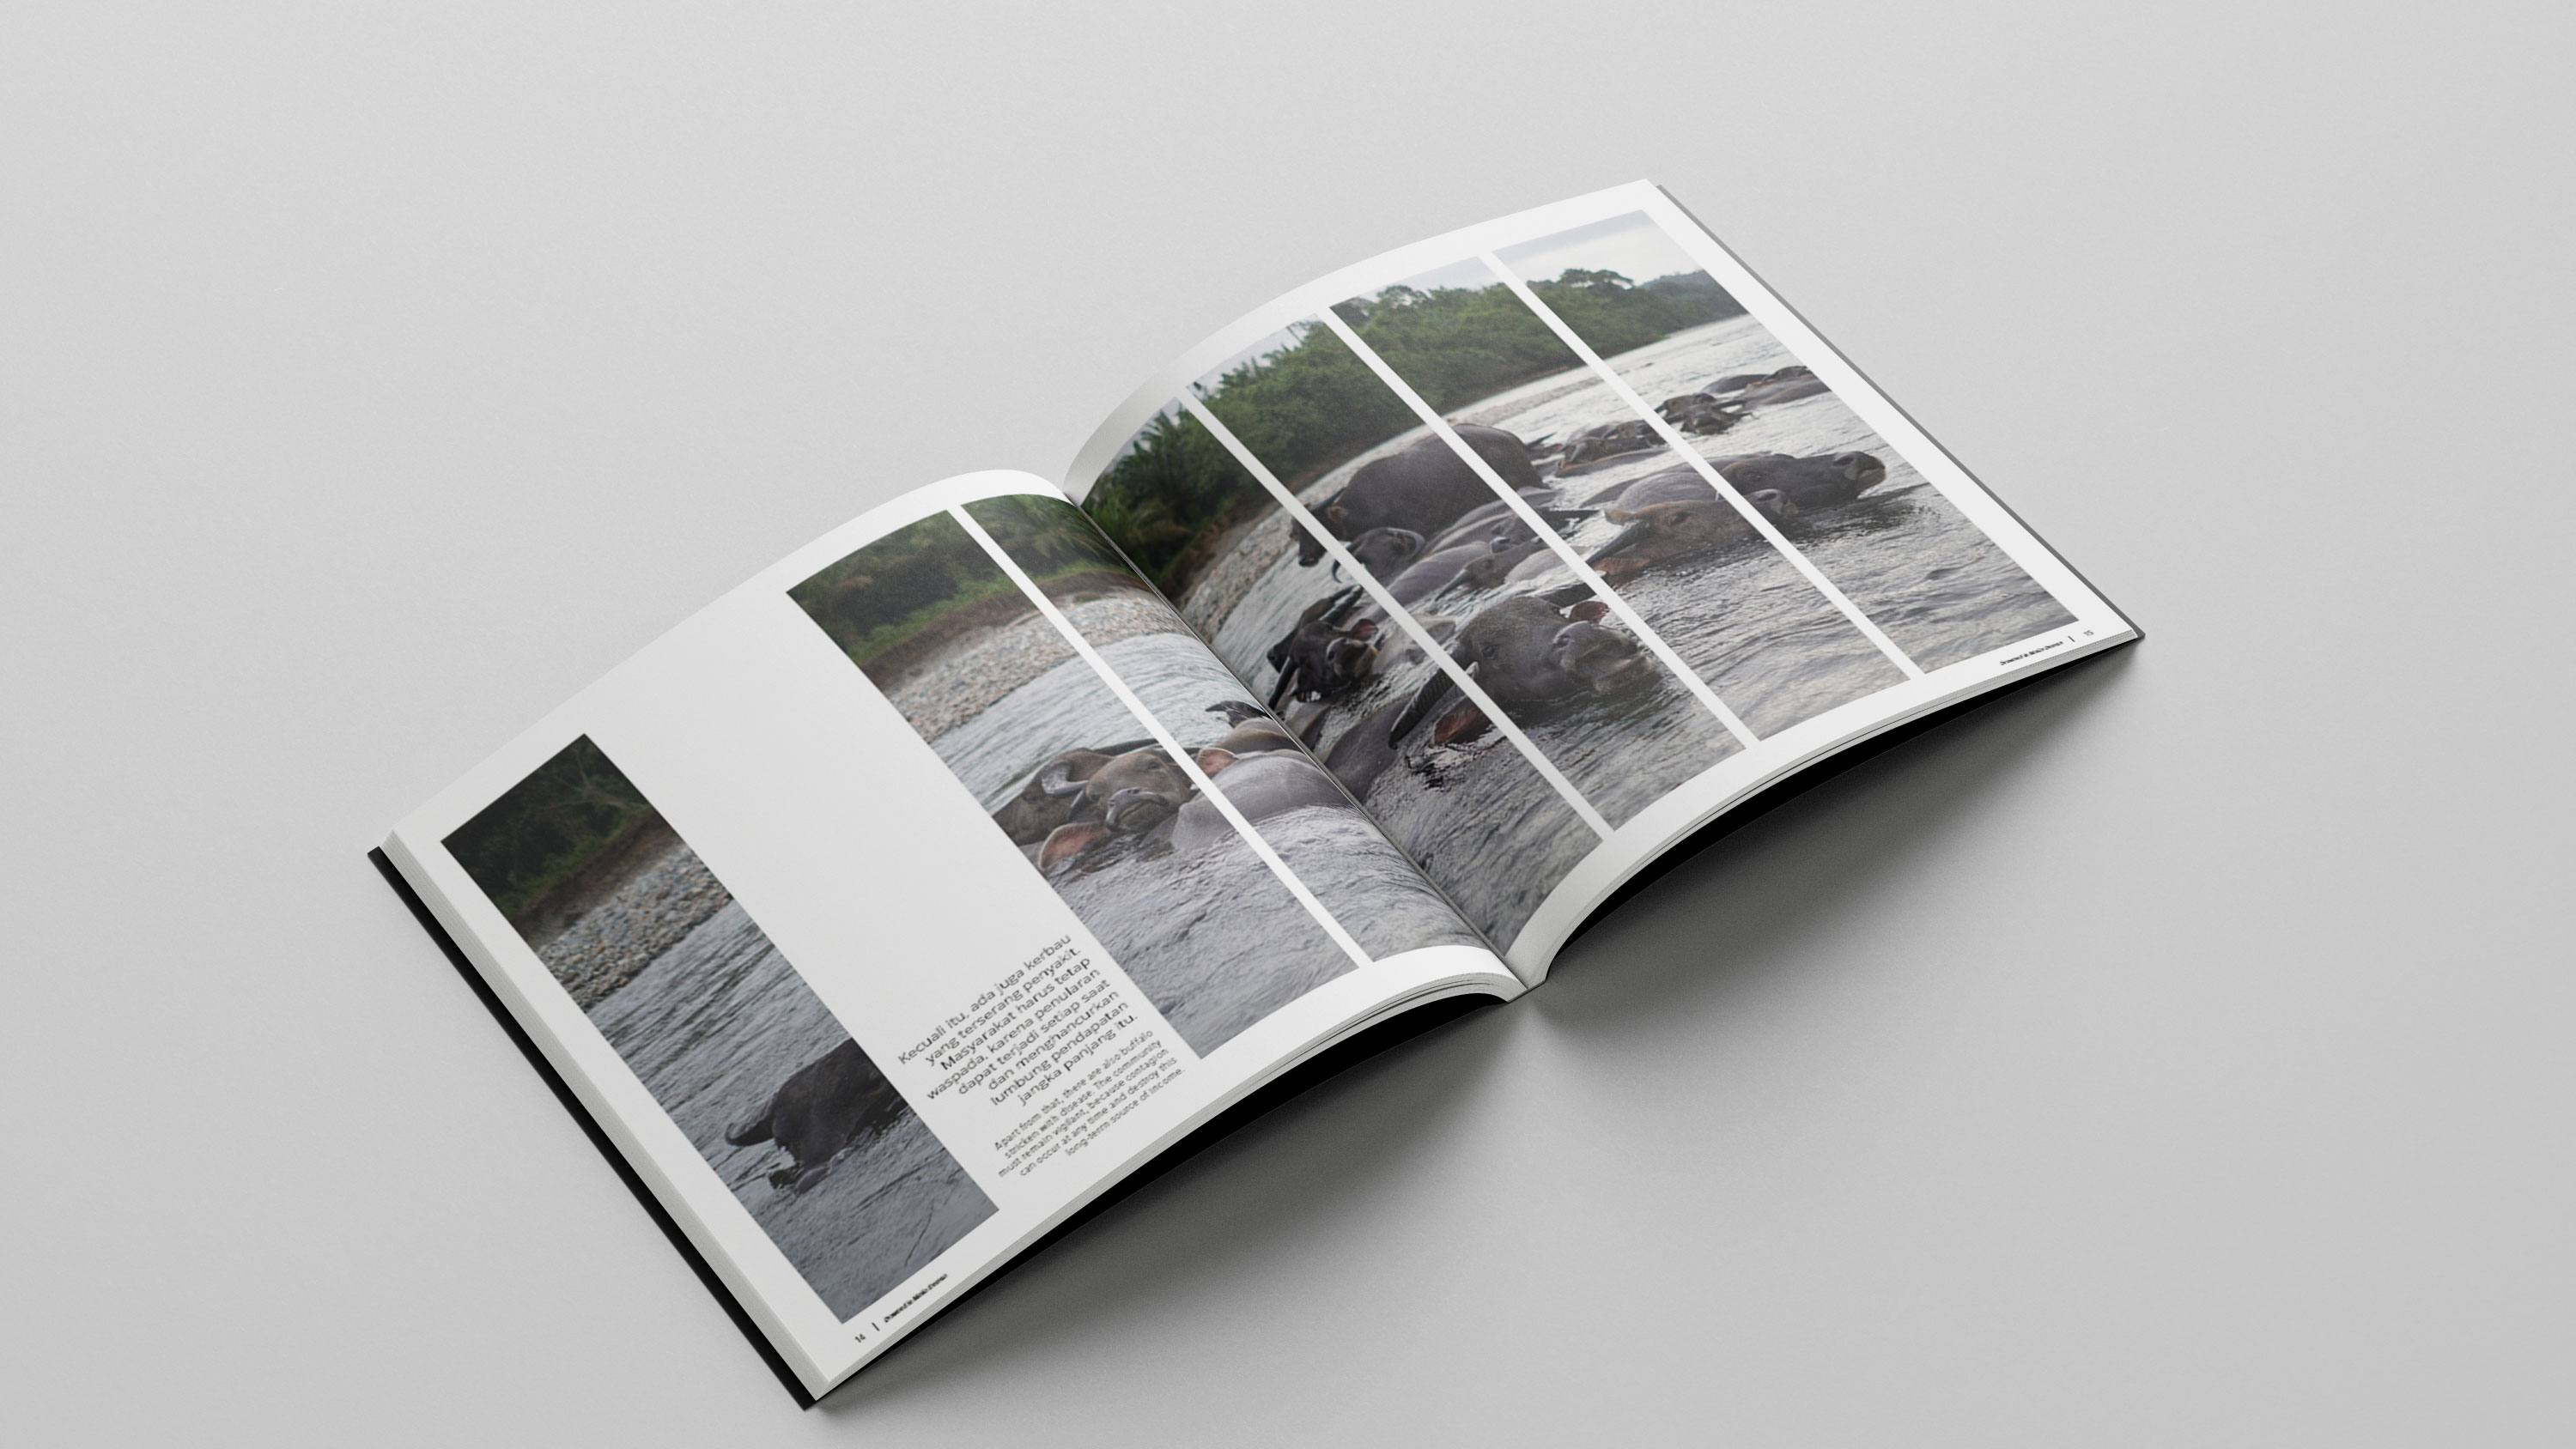 Kecuali itu, ada juga kerbau
yang terserang penyakit.
Masyarakat harus tetap
waspada, karena penularan
dapat terjadi setiap saat
dan menghancurkan
lumbung pendapatan
jangka panjang itu.
Apart from that, there are also buffalo
stricken with disease. The community
must remain vigilant, because contagion
can occur at any time and destroy this
long-term source of income.
14 |
| 15